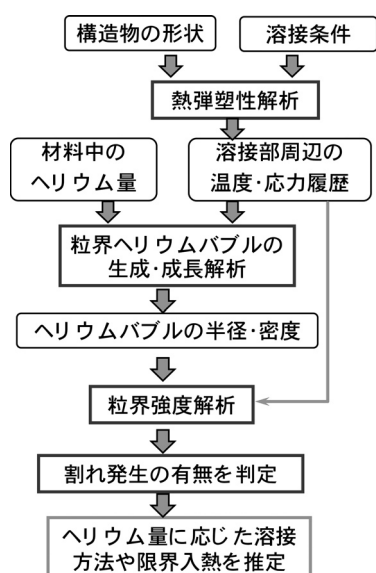 構造物の形状
溶接条件
熱弾塑性解析
材料中の
ヘリウム量
溶接部周辺の
温度・応力履歴
粒界ヘリウムバブルの
生成・成長解析
ヘリウムバブルの半径・密度
粒界強度解析
割れ発生の有無を判定
ヘリウム量に応じた溶接
方法や限界入熱を推定